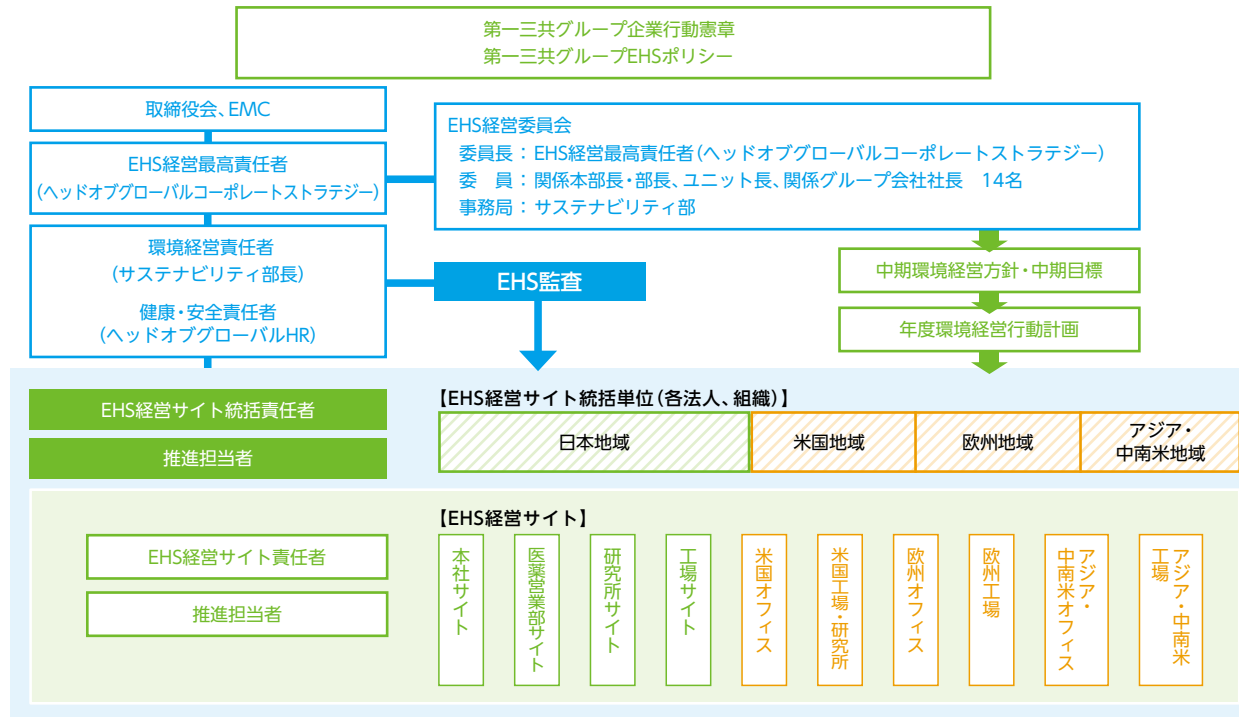 第一三共グループ企業行動憲章
第一三共グループEHSポリシー
取締役会、EMC
EHS経営最高責任者
(ヘッドオブグローバルコーポレートストラテジー)
EHS経営委員会
委員長：EHS経営最高責任者(ヘッドオブグローバルコーポレートストラテジー)
委　員：関係本部長・部長、ユニット長、関係グループ会社社長　14名
事務局：サステナビリティ部
環境経営責任者
(サステナビリティ部長)
健康・安全責任者
(ヘッドオブグローバルHR)
EHS監査
中期環境経営方針・中期目標
年度環境経営行動計画
EHS経営サイト統括責任者
推進担当者
【EHS経営サイト統括単位(各法人、組織)】
日本地域
米国地域
欧州地域
アジア・
中南米地域
EHS経営サイト責任者
推進担当者
【EHS経営サイト】
本社サイト
医薬営業部サイト
研究所サイト
工場サイト
米国オフィス
米国工場・研究所
欧州オフィス
欧州工場
アジア・
中南米オフィス
アジア・中南米
工場